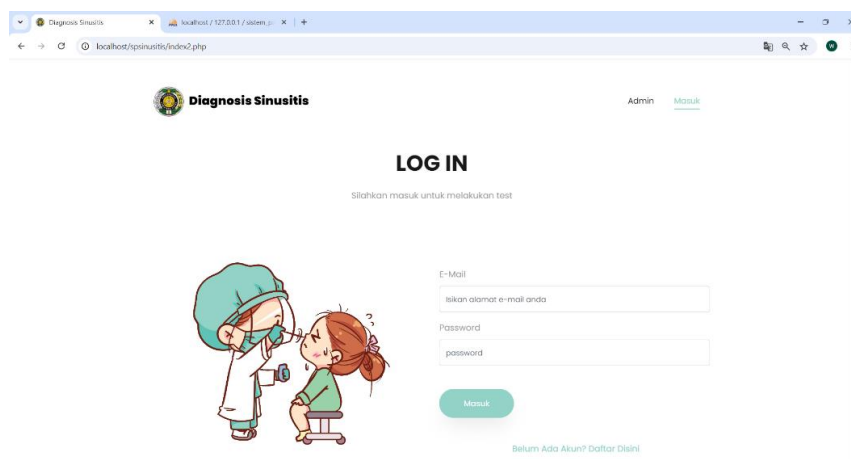 Diagnosis Sinusitis
localhost / 127.0.0.1 / sistem_p
localhost/spsinusitis/index2.php
W
Diagnosis Sinusitis
Admin
Masuk
LOG IN
Silahkan masuk untuk melakukan test
E-Mail
Isikan alamat e-mail anda
Password
password
Masuk
Belum Ada Akun? Daftar Disini